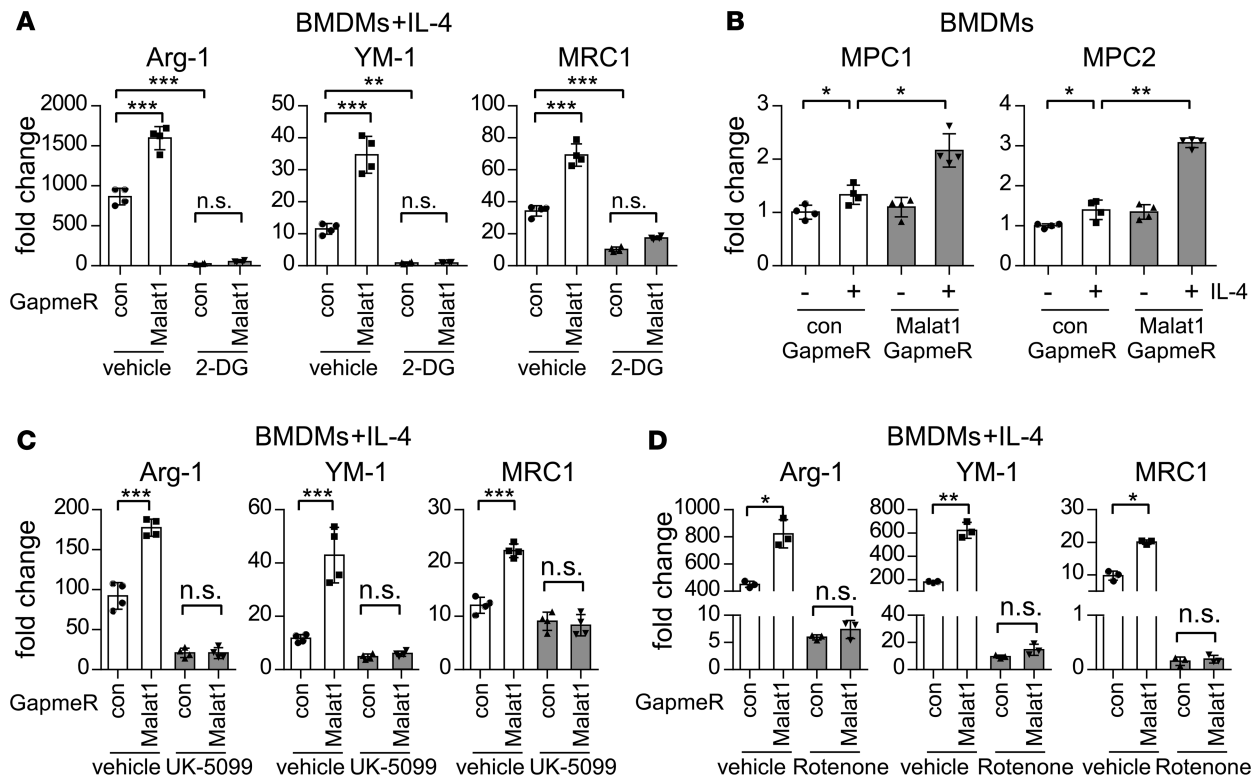 A
BMDMs+IL-4
Arg-1 YM-1 MRC1
*** ** ***
*** *** ***
fold change
2000
1500
1000
500
0
n.s.
50
40
30
20
10
0
n.s.
100
80
60
40
20
0
n.s.
GapmeR con Malat1 con Malat1 con Malat1 con Malat1 con Malat1 con Malat1
vehicle 2-DG vehicle 2-DG vehicle 2-DG
B
BMDMs
MPC1 MPC2
* * * **
fold change
3
2
1
0
4
3
2
1
0
- + - + - + - + IL-4
con Malat1 con Malat1
GapmeR GapmeR GapmeR GapmeR
C
BMDMs+IL-4
Arg-1 YM-1 MRC1
*** *** ***
fold change
200
150
100
50
0
n.s.
60
40
20
0
n.s.
30
20
10
0
n.s.
GapmeR con Malat1 con Malat1 con Malat1 con Malat1 con Malat1 con Malat1
vehicle UK-5099 vehicle UK-5099 vehicle UK-5099
D
BMDMs+IL-4
Arg-1 YM-1 MRC1
* ** *
fold change
1000
800
600
400
10
5
0
n.s.
800
600
400
200
40
20
0
n.s.
30
20
10
1
0
n.s.
GapmeR con Malat1 con Malat1 con Malat1 con Malat1 con Malat1 con Malat1
vehicle Rotenone vehicle Rotenone vehicle Rotenone